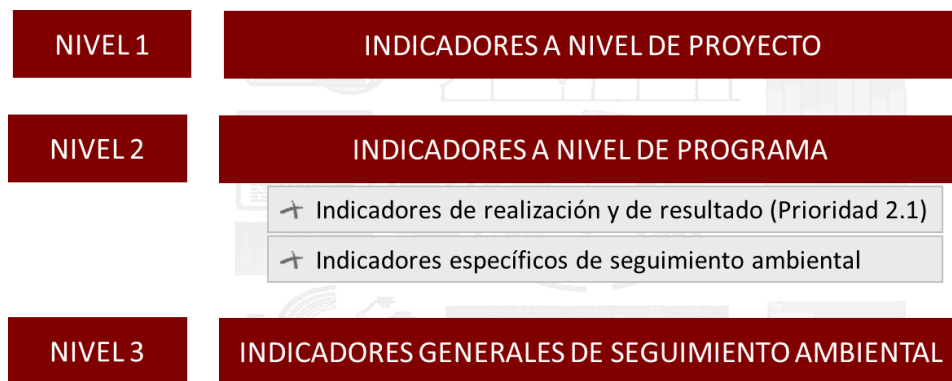 NIVEL 1
INDICADORES A NIVEL DE PROYECTO
NIVEL 2
INDICADORES A NIVEL DE PROGRAMA
Indicadores de realización y de resultado (Prioridad 2.1)
Indicadores específicos de seguimiento ambiental
NIVEL 3
INDICADORES GENERALES DE SEGUIMIENTO AMBIENTAL